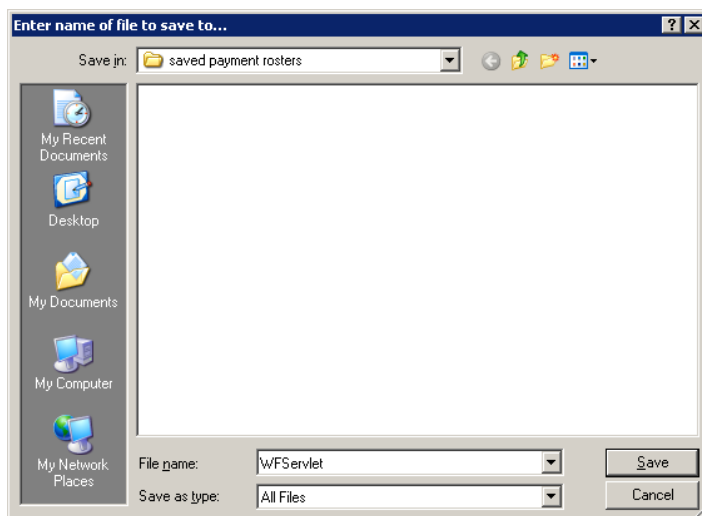 Enter name of file to save to...
Save in: saved payment rosters
My Recent
Documents
Desktop
My Documents
My Computer
My Network
Places
File name: WFServlet Save
Save as type: All Files Cancel